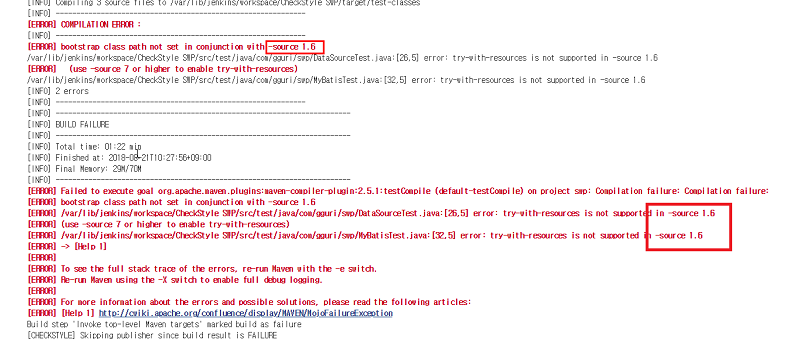 [INFO] Compiling 3 source files to /var/lib/jenkins/workspace/CheckStyle SWP/target/test-classes
[INFO] -------------------------------------------------------------
[ERROR] COMPILATION ERROR :
[INFO] -------------------------------------------------------------
[ERROR] bootstrap class path not set in conjunction with -source 1.6
/var/lib/jenkins/workspace/CheckStyle SWP/src/test/java/com/gguri/swp/DataSourceTest.java:[26,5] error: try-with-resources is not supported in -source 1.6
[ERROR] (use -source 7 or higher to enable try-with-resources)
/var/lib/jenkins/workspace/CheckStyle SWP/src/test/java/com/gguri/swp/MyBatisTest.java:[32,5] error: try-with-resources is not supported in -source 1.6
[INFO] 2 errors
[INFO] -------------------------------------------------------------
[INFO] ------------------------------------------------------------------------
[INFO] BUILD FAILURE
[INFO] ------------------------------------------------------------------------
[INFO] Total time: 01:22 min
[INFO] Finished at: 2018-08-21T10:27:56+09:00
[INFO] Final Memory: 29M/70M
[INFO] ------------------------------------------------------------------------
[ERROR] Failed to execute goal org.apache.maven.plugins:maven-compiler-plugin:2.5.1:testCompile (default-testCompile) on project swp: Compilation failure: Compilation failure:
[ERROR] bootstrap class path not set in conjunction with -source 1.6
[ERROR] /var/lib/jenkins/workspace/CheckStyle SWP/src/test/java/com/gguri/swp/DataSourceTest.java:[26,5] error: try-with-resources is not supported in -source 1.6
[ERROR] (use -source 7 or higher to enable try-with-resources)
[ERROR] /var/lib/jenkins/workspace/CheckStyle SWP/src/test/java/com/gguri/swp/MyBatisTest.java:[32,5] error: try-with-resources is not supported in -source 1.6
[ERROR] -> [Help 1]
[ERROR]
[ERROR] To see the full stack trace of the errors, re-run Maven with the -e switch.
[ERROR] Re-run Maven using the -X switch to enable full debug logging.
[ERROR]
[ERROR] For more information about the errors and possible solutions, please read the following articles:
[ERROR] [Help 1] http://cwiki.apache.org/confluence/display/MAVEN/MojoFailureException
Build step 'Invoke top-level Maven targets' marked build as failure
[CHECKSTYLE] Skipping publisher since build result is FAILURE